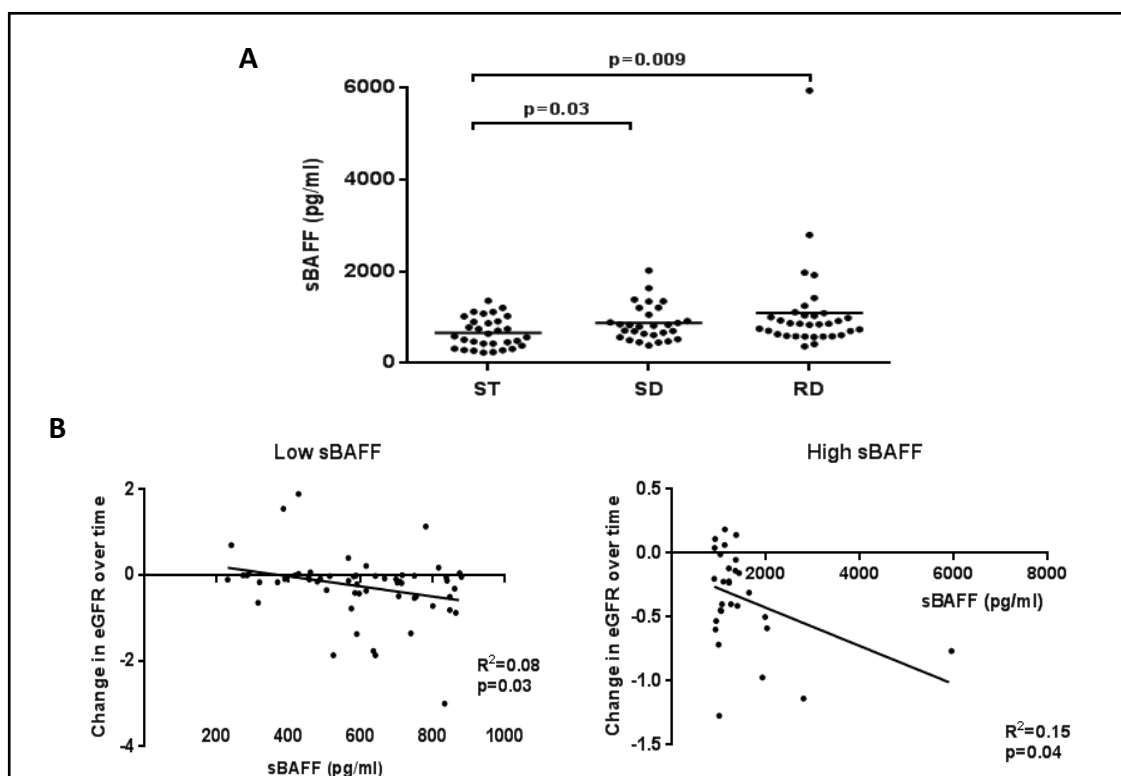 A
p=0.009
p=0.03
6000
4000
2000
0
sBAFF (pg/ml)
ST SD RD
B
Low sBAFF
2
0
-2
-4
Change in eGFR over time
200 400 600 800 1000
sBAFF (pg/ml)
R²=0.08
p=0.03
High sBAFF
0.5
0.0
-0.5
-1.0
-1.5
Change in eGFR over time
2000 4000 6000 8000
sBAFF (pg/ml)
R²=0.15
p=0.04